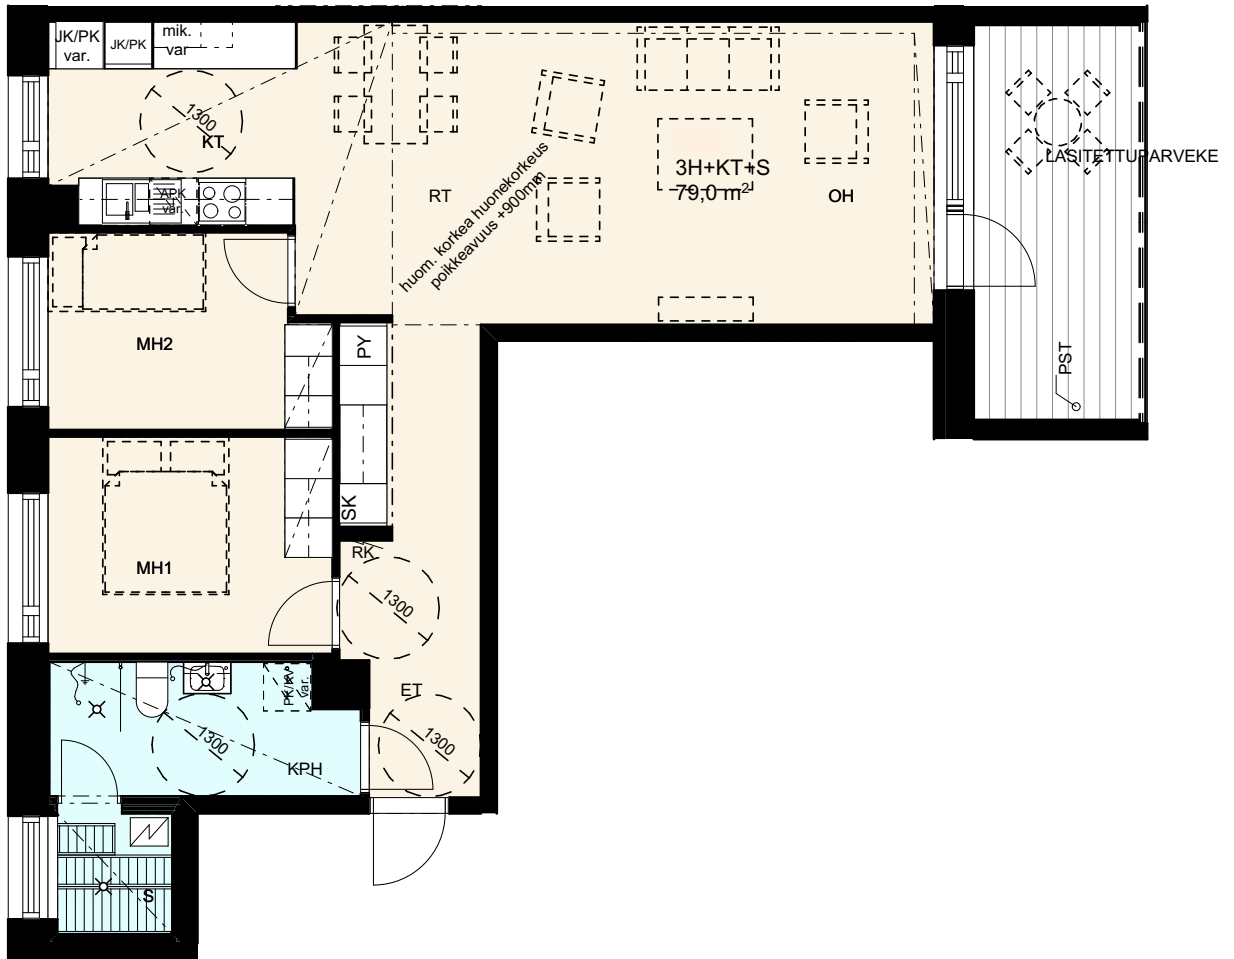 JK/PK
var.
JK/PK
mik.
var
1300
KT
APK
var.
RT
huom. korkea huonekorkeus
poikkeavuus +900mm
3H+KT+S
79,0 m²
OH
LASITETTU PARVEKE
PST
MH2
PY
SK
MH1
RK
1300
ET
1300
PK/KV
var.
1300
KPH
S